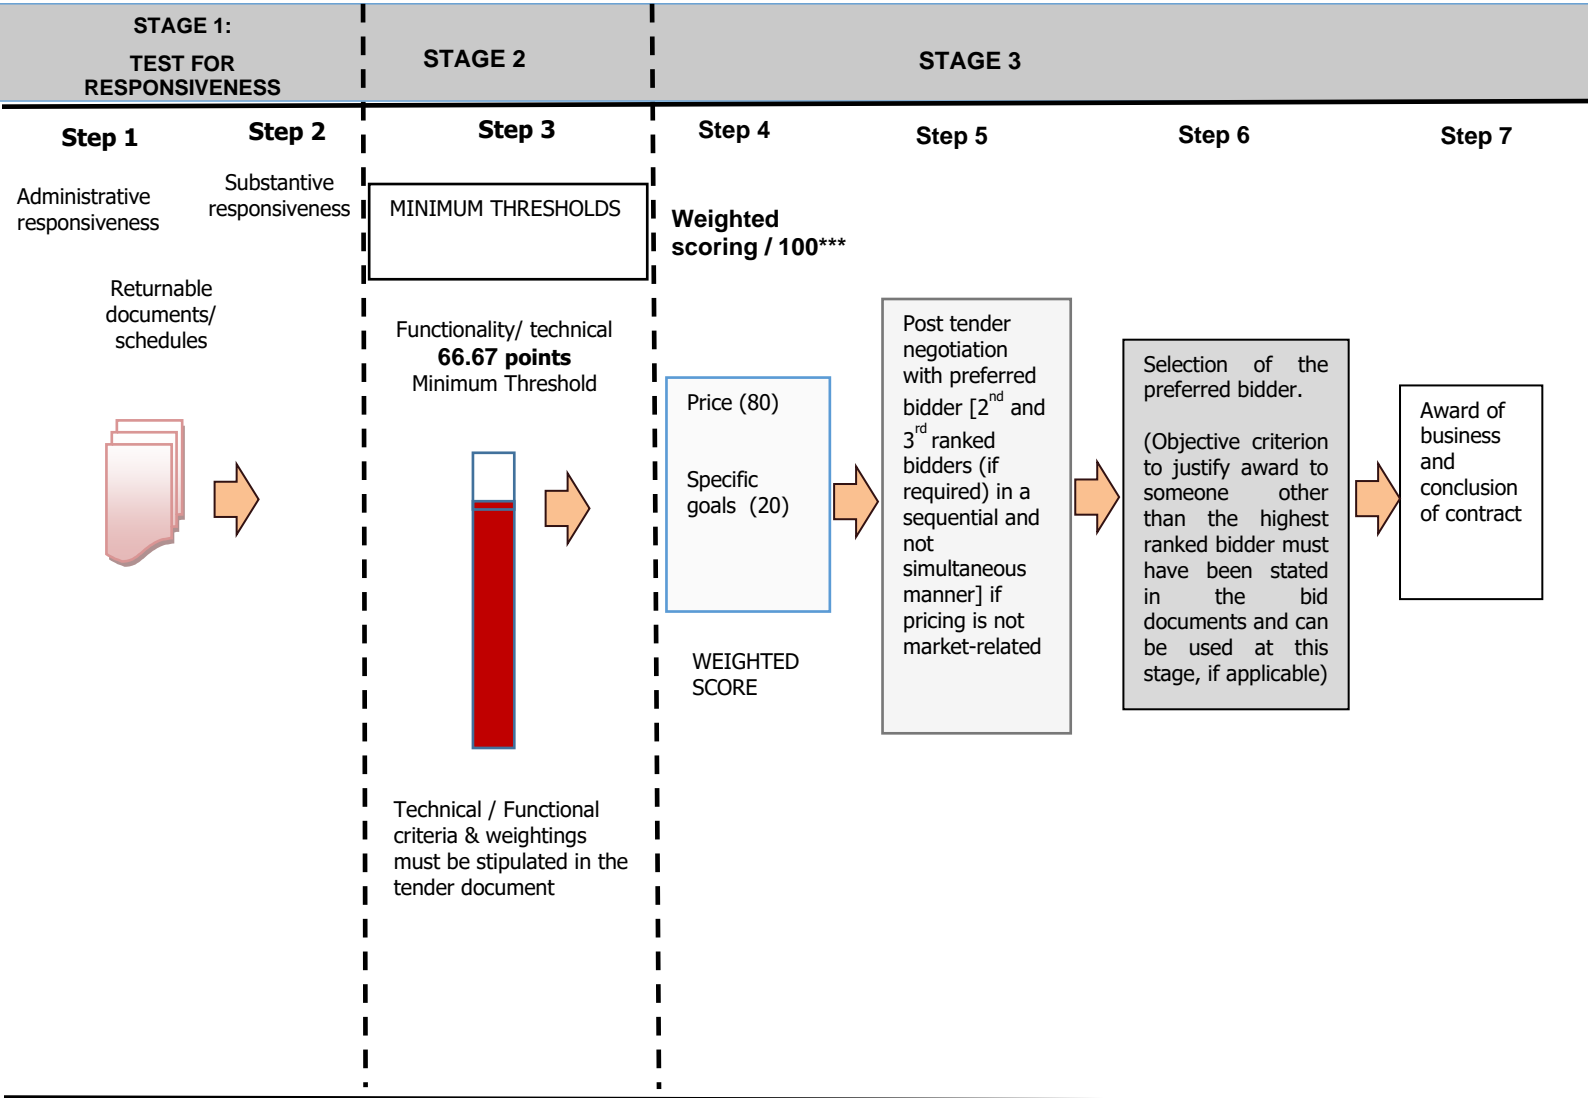 STAGE 1:
TEST FOR
RESPONSIVENESS
STAGE 2
STAGE 3
Step 1
Step 2
Step 3
Step 4
Step 5
Step 6
Step 7
Administrative
responsiveness
Substantive
responsiveness
Returnable
documents/
schedules
MINIMUM THRESHOLDS
Functionality/ technical
66.67 points
Minimum Threshold
Technical / Functional
criteria & weightings
must be stipulated in the
tender document
Weighted
scoring / 100***
Price (80)
Specific
goals (20)
WEIGHTED
SCORE
Post tender
negotiation
with preferred
bidder [2nd and
3rd ranked
bidders (if
required) in a
sequential and
not
simultaneous
manner] if
pricing is not
market-related
Selection of the
preferred bidder.
(Objective criterion
to justify award to
someone other
than the highest
ranked bidder must
have been stated
in the bid
documents and can
be used at this
stage, if applicable)
Award of
business
and
conclusion
of contract